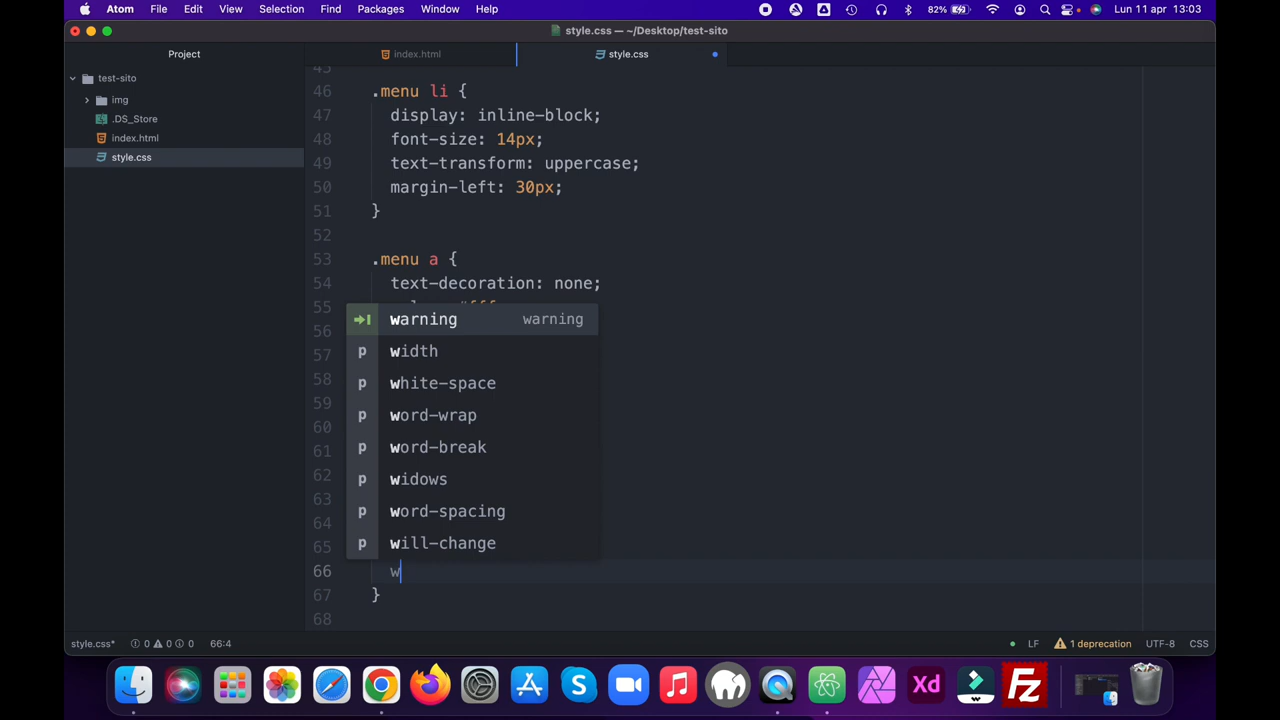 Atom File Edit View Selection Find Packages Window Help 82% Lun 11 apr 13:03
style.css — ~/Desktop/test-sito
Project index.html style.css
test-sito
img
.DS_Store
index.html
style.css
45
46 .menu li {
47 display: inline-block;
48 font-size: 14px;
49 text-transform: uppercase;
50 margin-left: 30px;
51 }
52
53 .menu a {
54 text-decoration: none;
55
56
57
58
59
60
61
62
63
64
65
66 w
67 }
68
warning warning
p width
p white-space
p word-wrap
p word-break
p widows
p word-spacing
p will-change
style.css* 0 0 0 66:4 LF 1 deprecation UTF-8 CSS
Xd
Fz